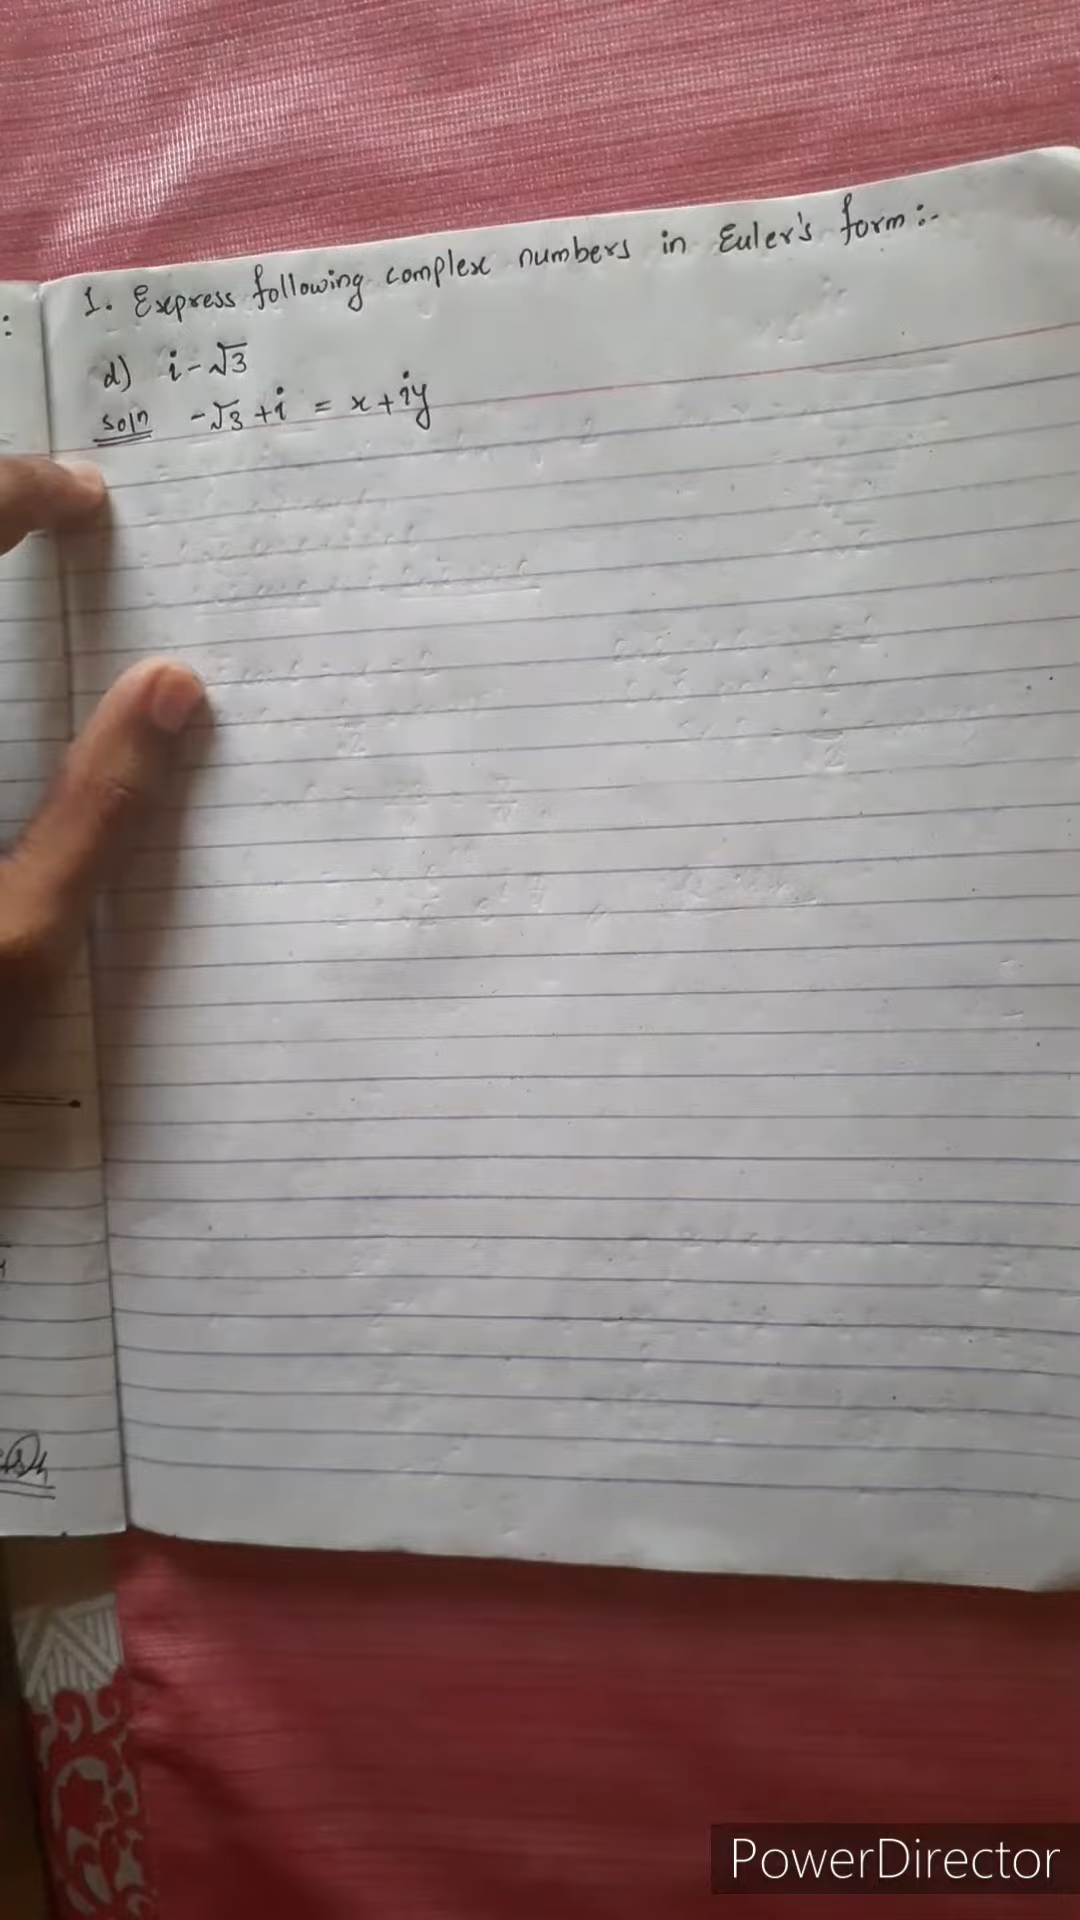 1. Express following complex numbers in Euler's form :-
d) i - √3
soln -√3 + i = x + iy
PowerDirector